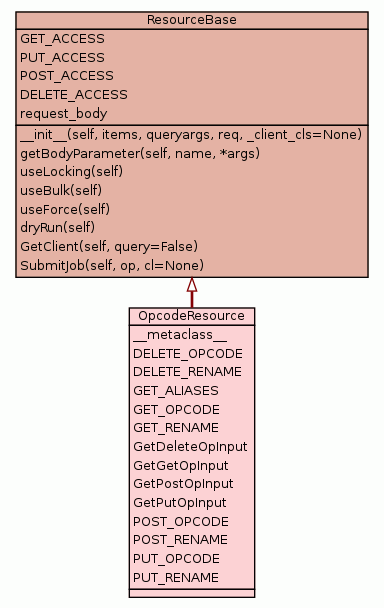 ResourceBase
GET_ACCESS
PUT_ACCESS
POST_ACCESS
DELETE_ACCESS
request_body
__init__(self, items, queryargs, req, _client_cls=None)
getBodyParameter(self, name, *args)
useLocking(self)
useBulk(self)
useForce(self)
dryRun(self)
GetClient(self, query=False)
SubmitJob(self, op, cl=None)
OpcodeResource
__metaclass__
DELETE_OPCODE
DELETE_RENAME
GET_ALIASES
GET_OPCODE
GET_RENAME
GetDeleteOpInput
GetGetOpInput
GetPostOpInput
GetPutOpInput
POST_OPCODE
POST_RENAME
PUT_OPCODE
PUT_RENAME